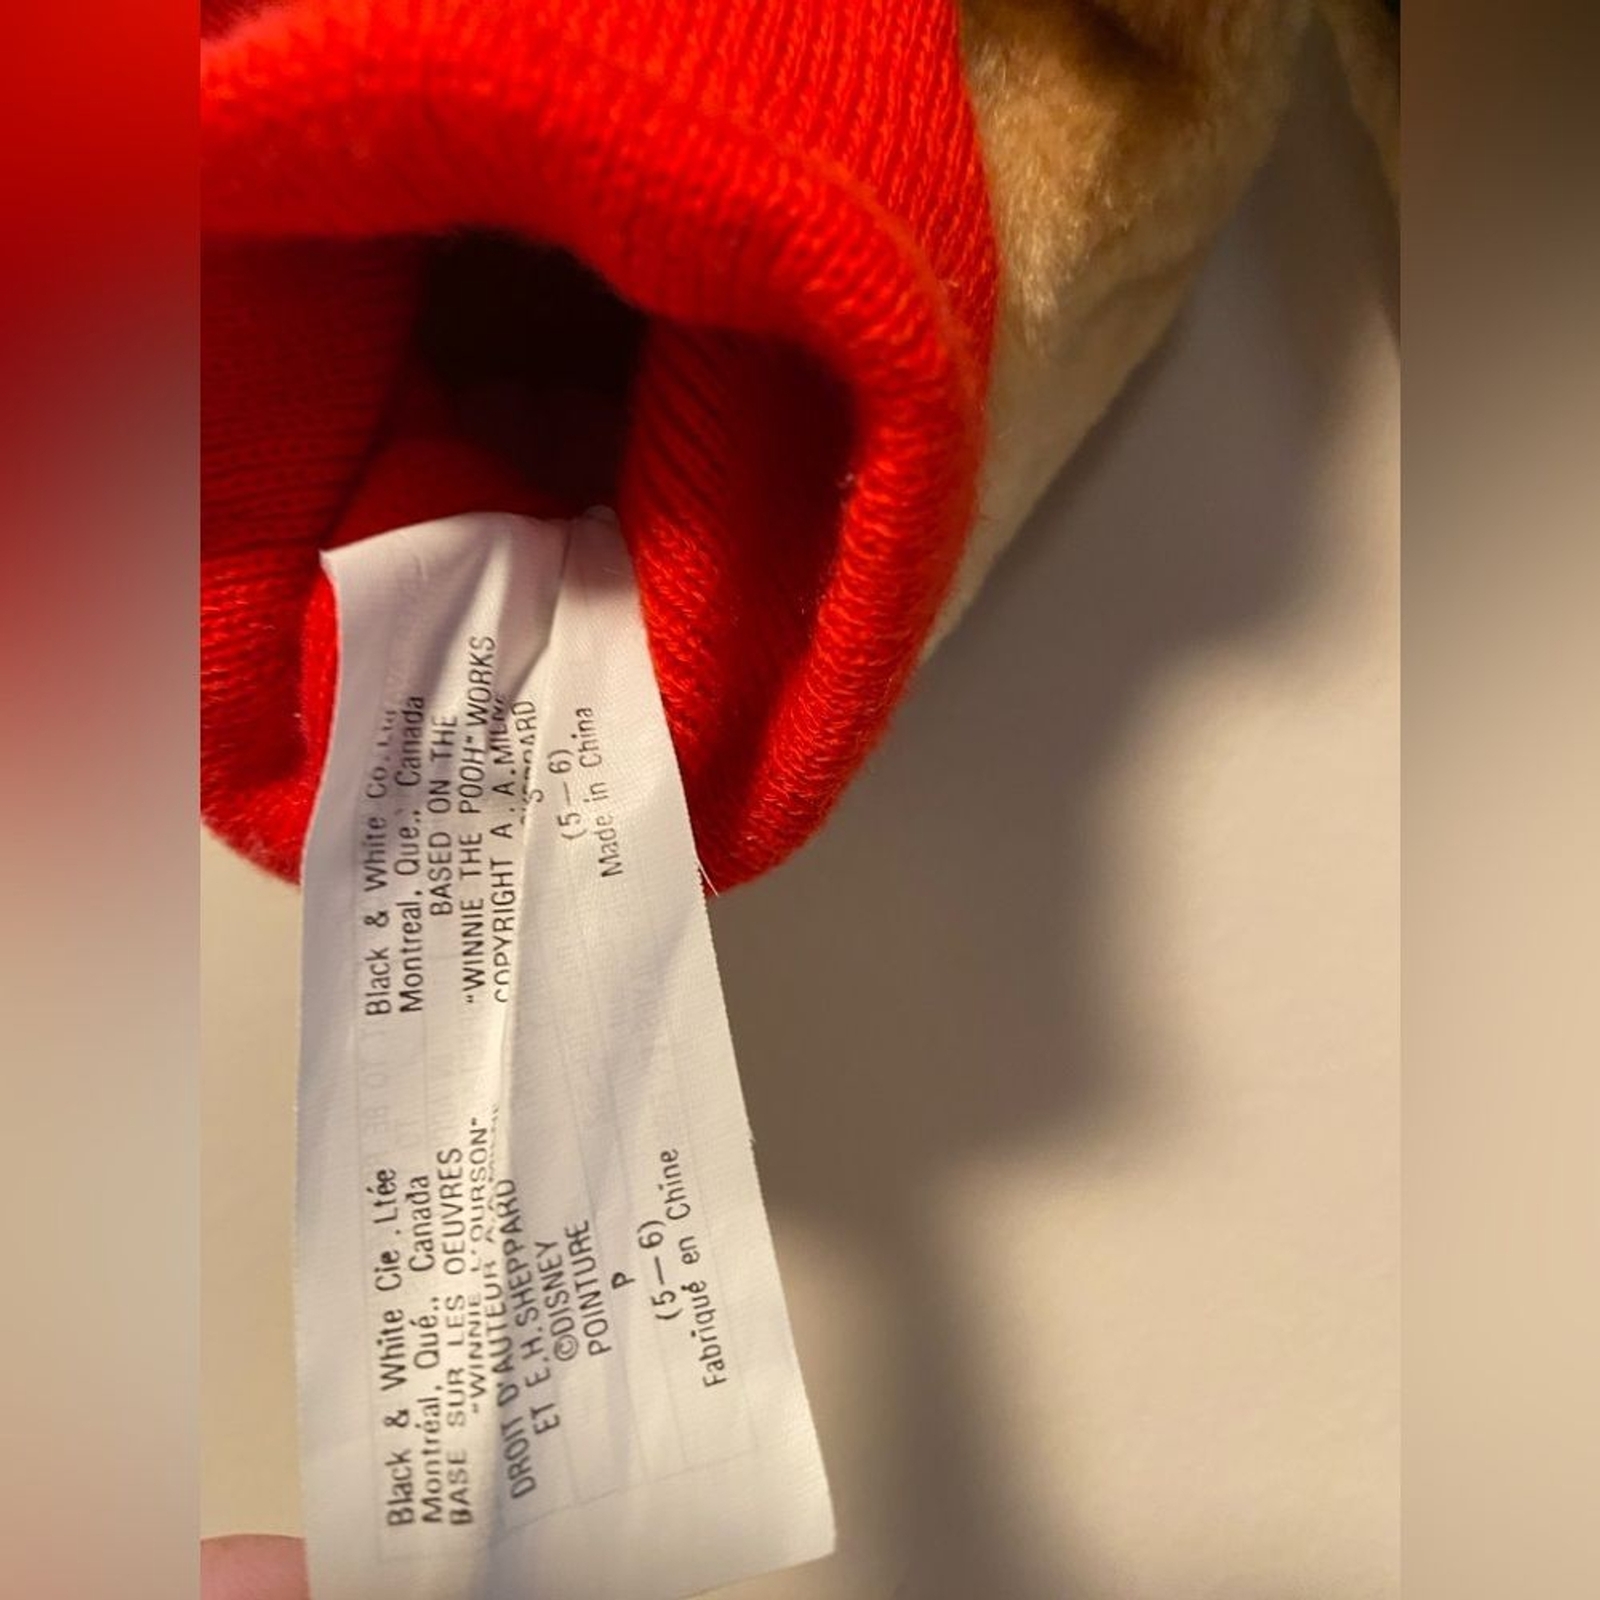 Black & White Co.
Montreal, Que., Canada
BASED ON THE
"WINNIE THE POOH" WORKS
COPYRIGHT A. A. MILNE
(5-6)
Made in China
Black & White Cie. Ltée
Montréal, Qué., Canada
BASE SUR LES OEUVRES
"WINNIE L'OURSON"
DROIT D'AUTEUR
ET E.H.SHEPPARD
©DISNEY
POINTURE
P
(5-6)
Fabriqué en Chine